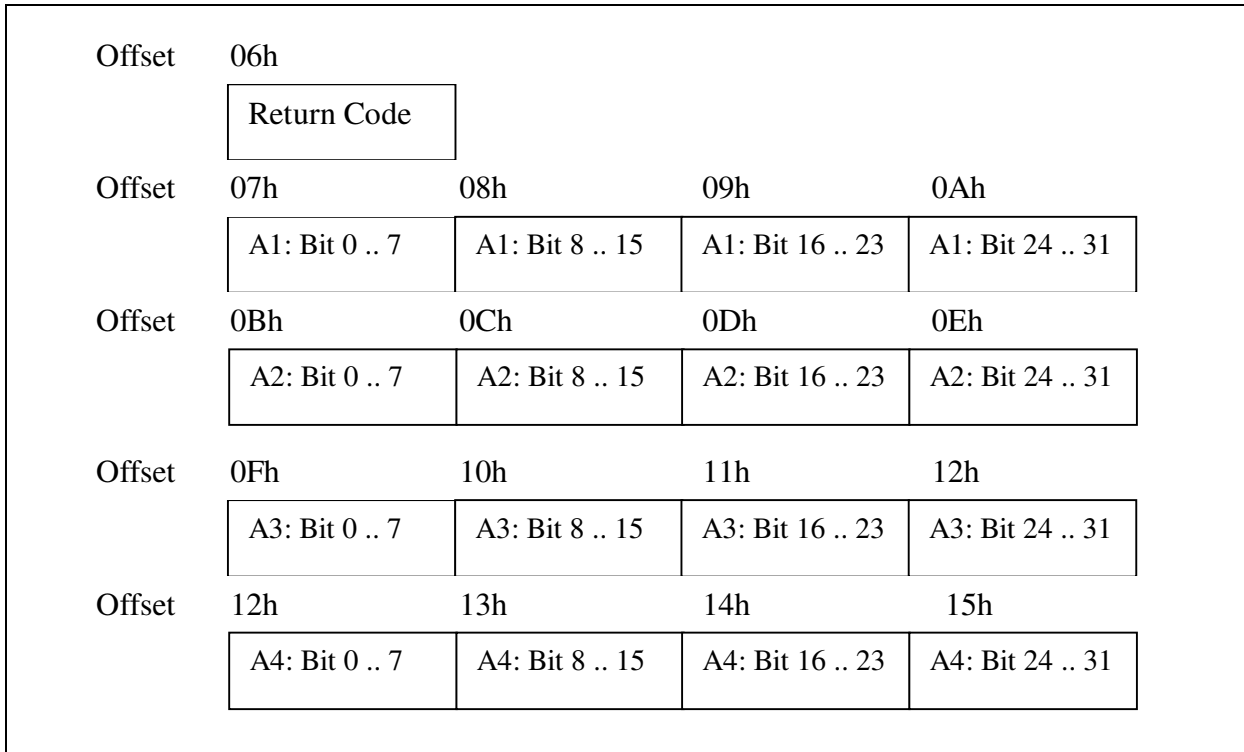 Offset 06h
Return Code
Offset 07h 08h 09h 0Ah
A1: Bit 0 .. 7 A1: Bit 8 .. 15 A1: Bit 16 .. 23 A1: Bit 24 .. 31
Offset 0Bh 0Ch 0Dh 0Eh
A2: Bit 0 .. 7 A2: Bit 8 .. 15 A2: Bit 16 .. 23 A2: Bit 24 .. 31
Offset 0Fh 10h 11h 12h
A3: Bit 0 .. 7 A3: Bit 8 .. 15 A3: Bit 16 .. 23 A3: Bit 24 .. 31
Offset 12h 13h 14h 15h
A4: Bit 0 .. 7 A4: Bit 8 .. 15 A4: Bit 16 .. 23 A4: Bit 24 .. 31